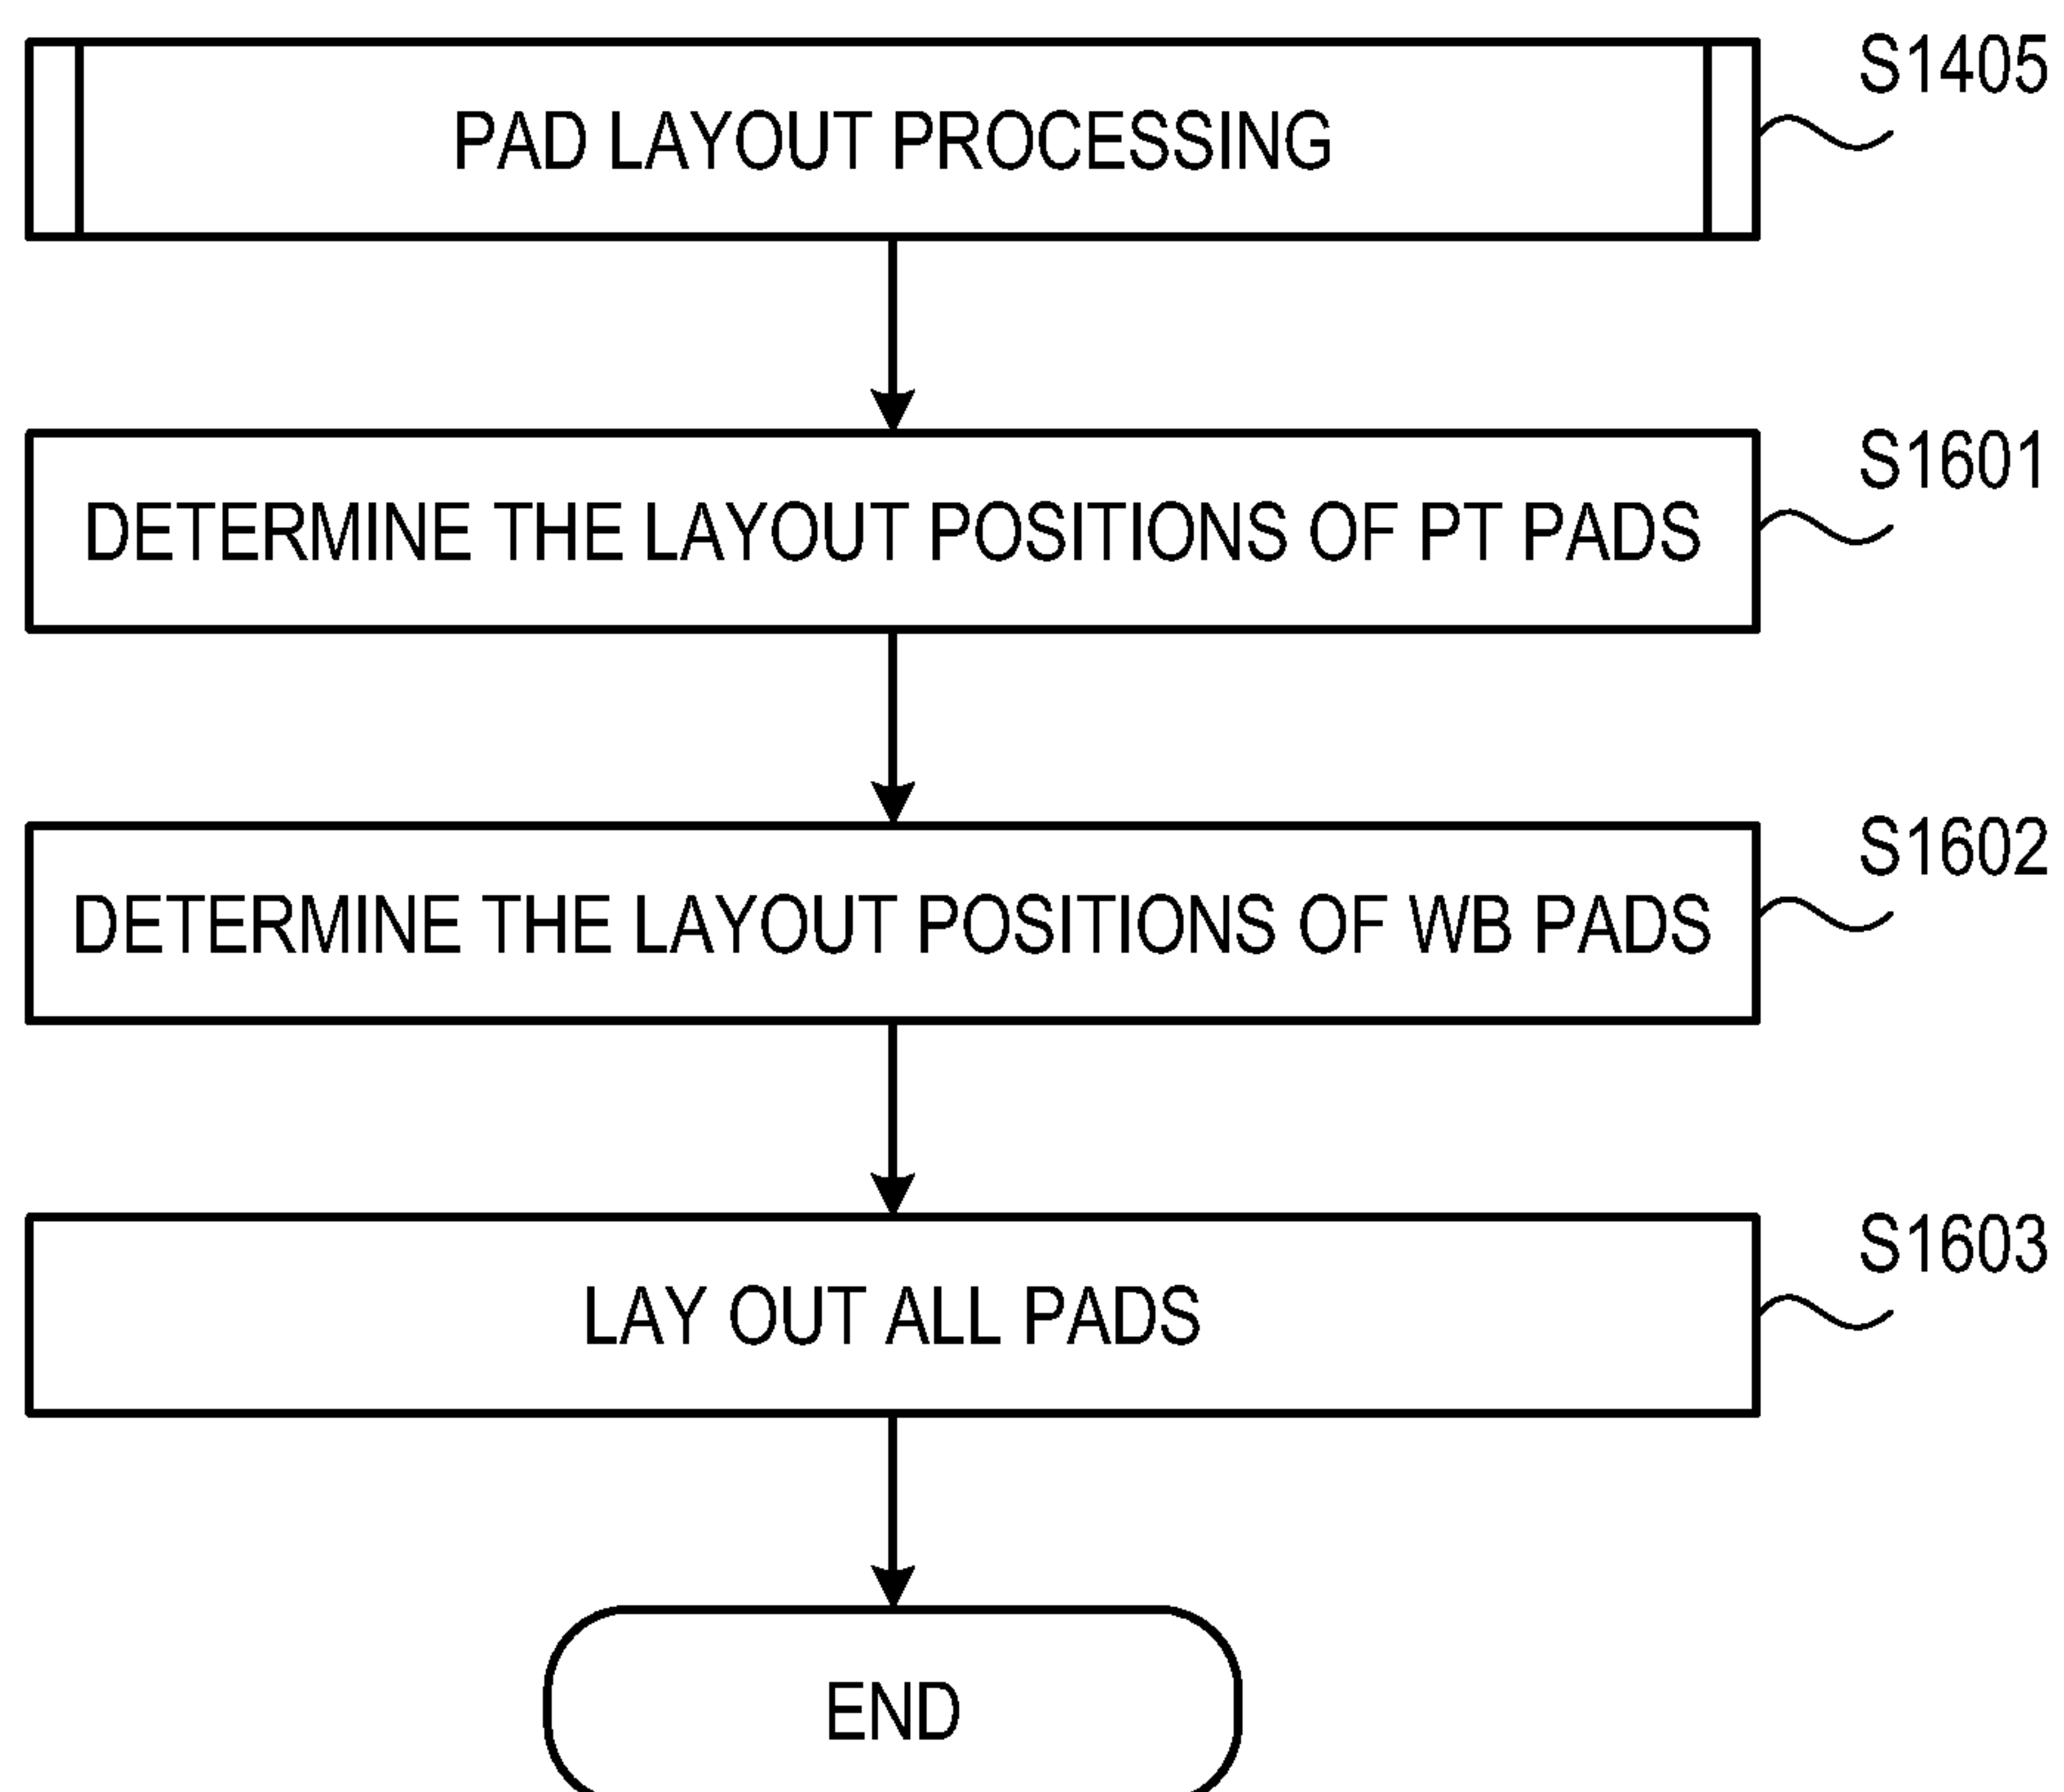 S1405
PAD LAYOUT PROCESSING
S1601
DETERMINE THE LAYOUT POSITIONS OF PT PADS
S1602
DETERMINE THE LAYOUT POSITIONS OF WB PADS
S1603
LAY OUT ALL PADS
END